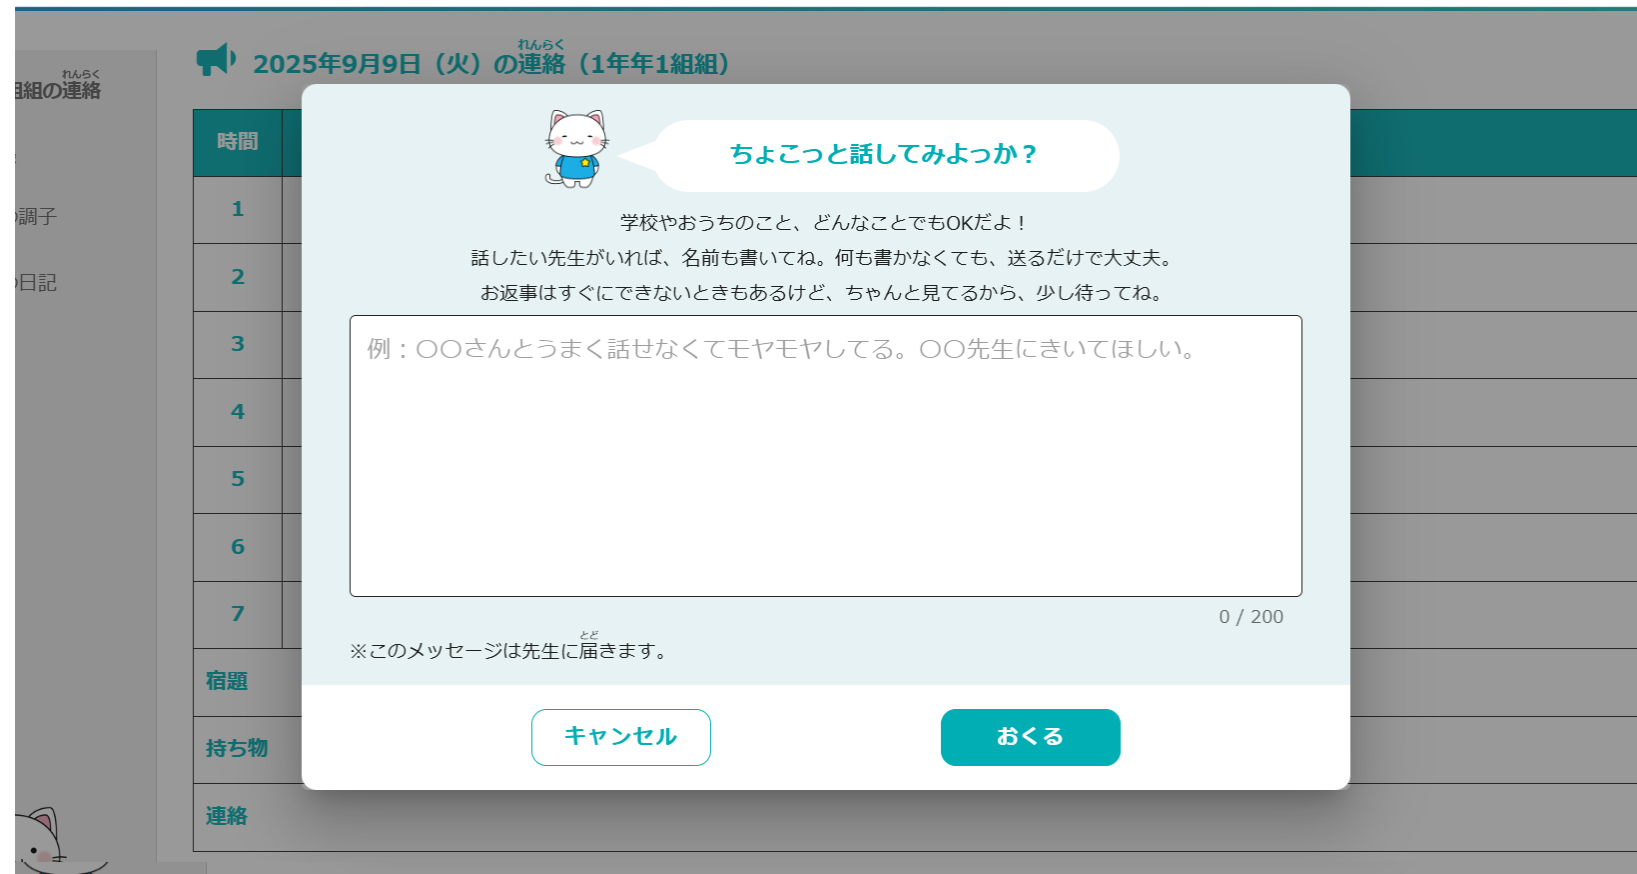 れんらく
2025年9月9日（火）の連絡（1年年1組組）
れんらく
組の連絡
調子
日記
時間
1
2
3
4
5
6
7
宿題
持ち物
連絡
ちょこっと話してみよっか？
学校やおうちのこと、どんなことでもOKだよ！
話したい先生がいれば、名前も書いてね。何も書かなくても、送るだけで大丈夫。
お返事はすぐにできないときもあるけど、ちゃんと見てるから、少し待ってね。
例：〇〇さんとうまく話せなくてモヤモヤしてる。〇〇先生にきいてほしい。
0 / 200
とど
※このメッセージは先生に届きます。
キャンセル
おくる